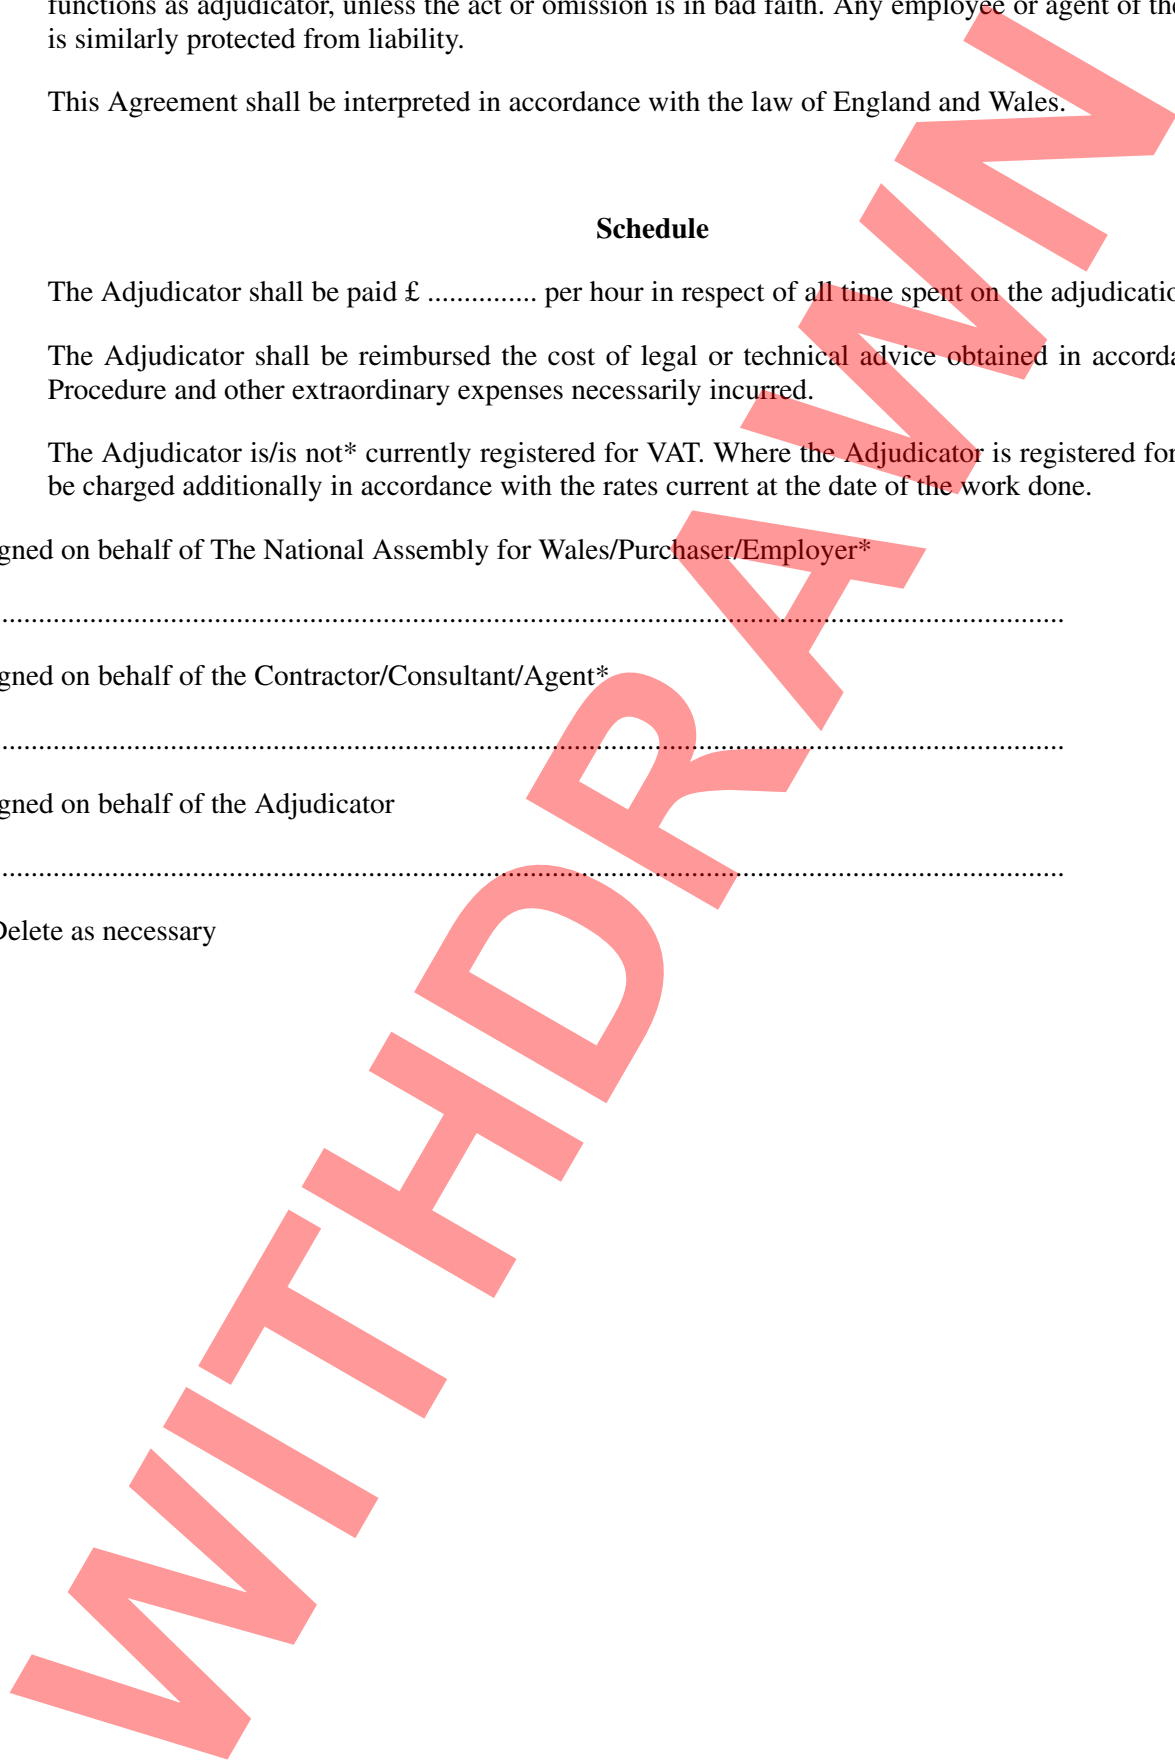 functions as adjudicator, unless the act or omission is in bad faith. Any employee or agent of the
is similarly protected from liability.
This Agreement shall be interpreted in accordance with the law of England and Wales.
Schedule
The Adjudicator shall be paid £ ............... per hour in respect of all time spent on the adjudicatio
The Adjudicator shall be reimbursed the cost of legal or technical advice obtained in accorda
Procedure and other extraordinary expenses necessarily incurred.
The Adjudicator is/is not* currently registered for VAT. Where the Adjudicator is registered for
be charged additionally in accordance with the rates current at the date of the work done.
gned on behalf of The National Assembly for Wales/Purchaser/Employer*
..................................................................................................................................................
gned on behalf of the Contractor/Consultant/Agent*
..................................................................................................................................................
gned on behalf of the Adjudicator
..................................................................................................................................................
Delete as necessary
WITHDRAWN